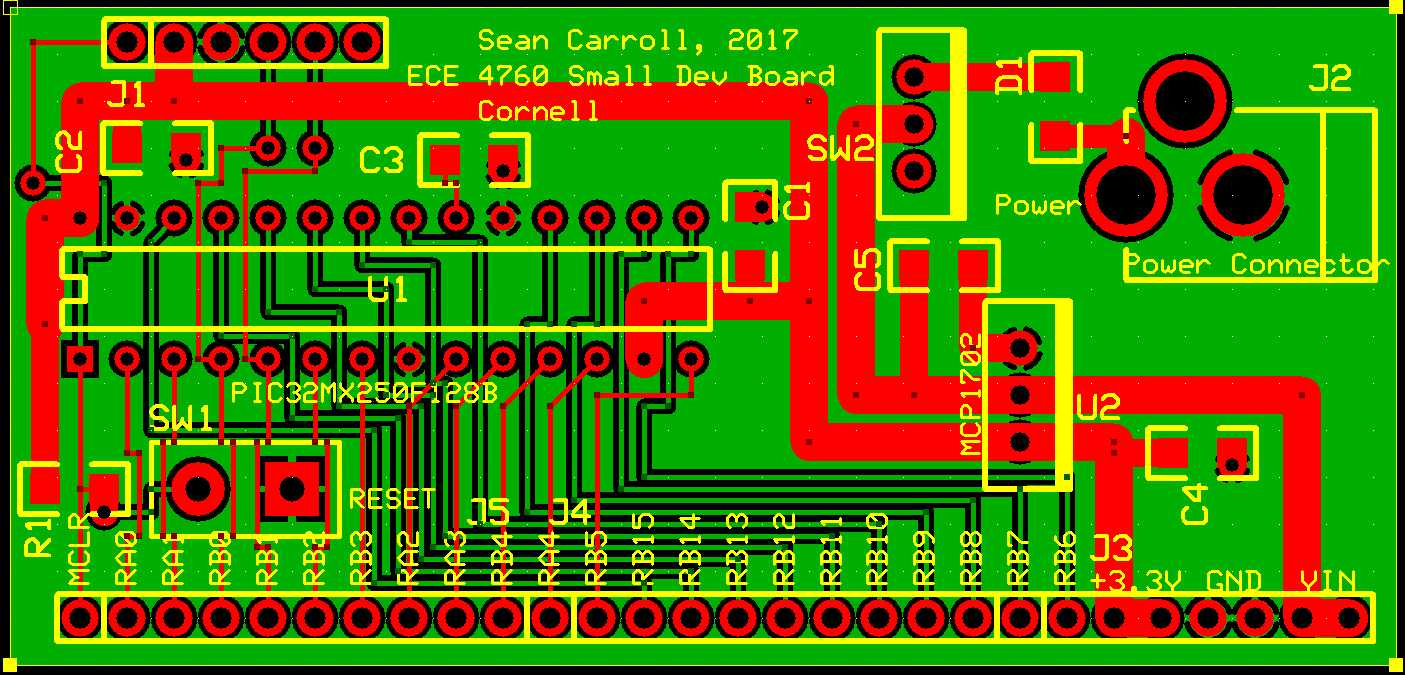 Sean Carroll, 2017
ECE 4760 Small Dev Board
Cornell
J1
C2
C3
C1
SW2
D1
J2
Power
Power Connector
C5
U1
MCP1702
U2
PIC32MX250F128B
SW1
RESET
R1
C4
J5
J4
J3
MCLR
RA0
RA1
RB0
RB1
RB2
RB3
RA2
RA3
RB4
RA4
RB5
RB15
RB14
RB13
RB12
RB11
RB10
RB9
RB8
RB7
RB6
+3.3V GND VIN